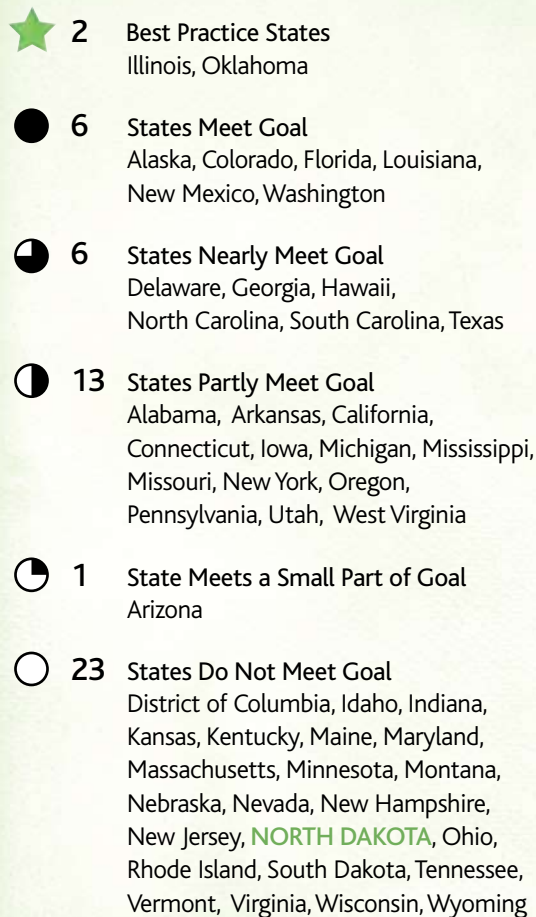 2 Best Practice States
Illinois, Oklahoma
6 States Meet Goal
Alaska, Colorado, Florida, Louisiana,
New Mexico, Washington
6 States Nearly Meet Goal
Delaware, Georgia, Hawaii,
North Carolina, South Carolina, Texas
13 States Partly Meet Goal
Alabama, Arkansas, California,
Connecticut, Iowa, Michigan, Mississippi,
Missouri, New York, Oregon,
Pennsylvania, Utah, West Virginia
1 State Meets a Small Part of Goal
Arizona
23 States Do Not Meet Goal
District of Columbia, Idaho, Indiana,
Kansas, Kentucky, Maine, Maryland,
Massachusetts, Minnesota, Montana,
Nebraska, Nevada, New Hampshire,
New Jersey, NORTH DAKOTA, Ohio,
Rhode Island, South Dakota, Tennessee,
Vermont, Virginia, Wisconsin, Wyoming